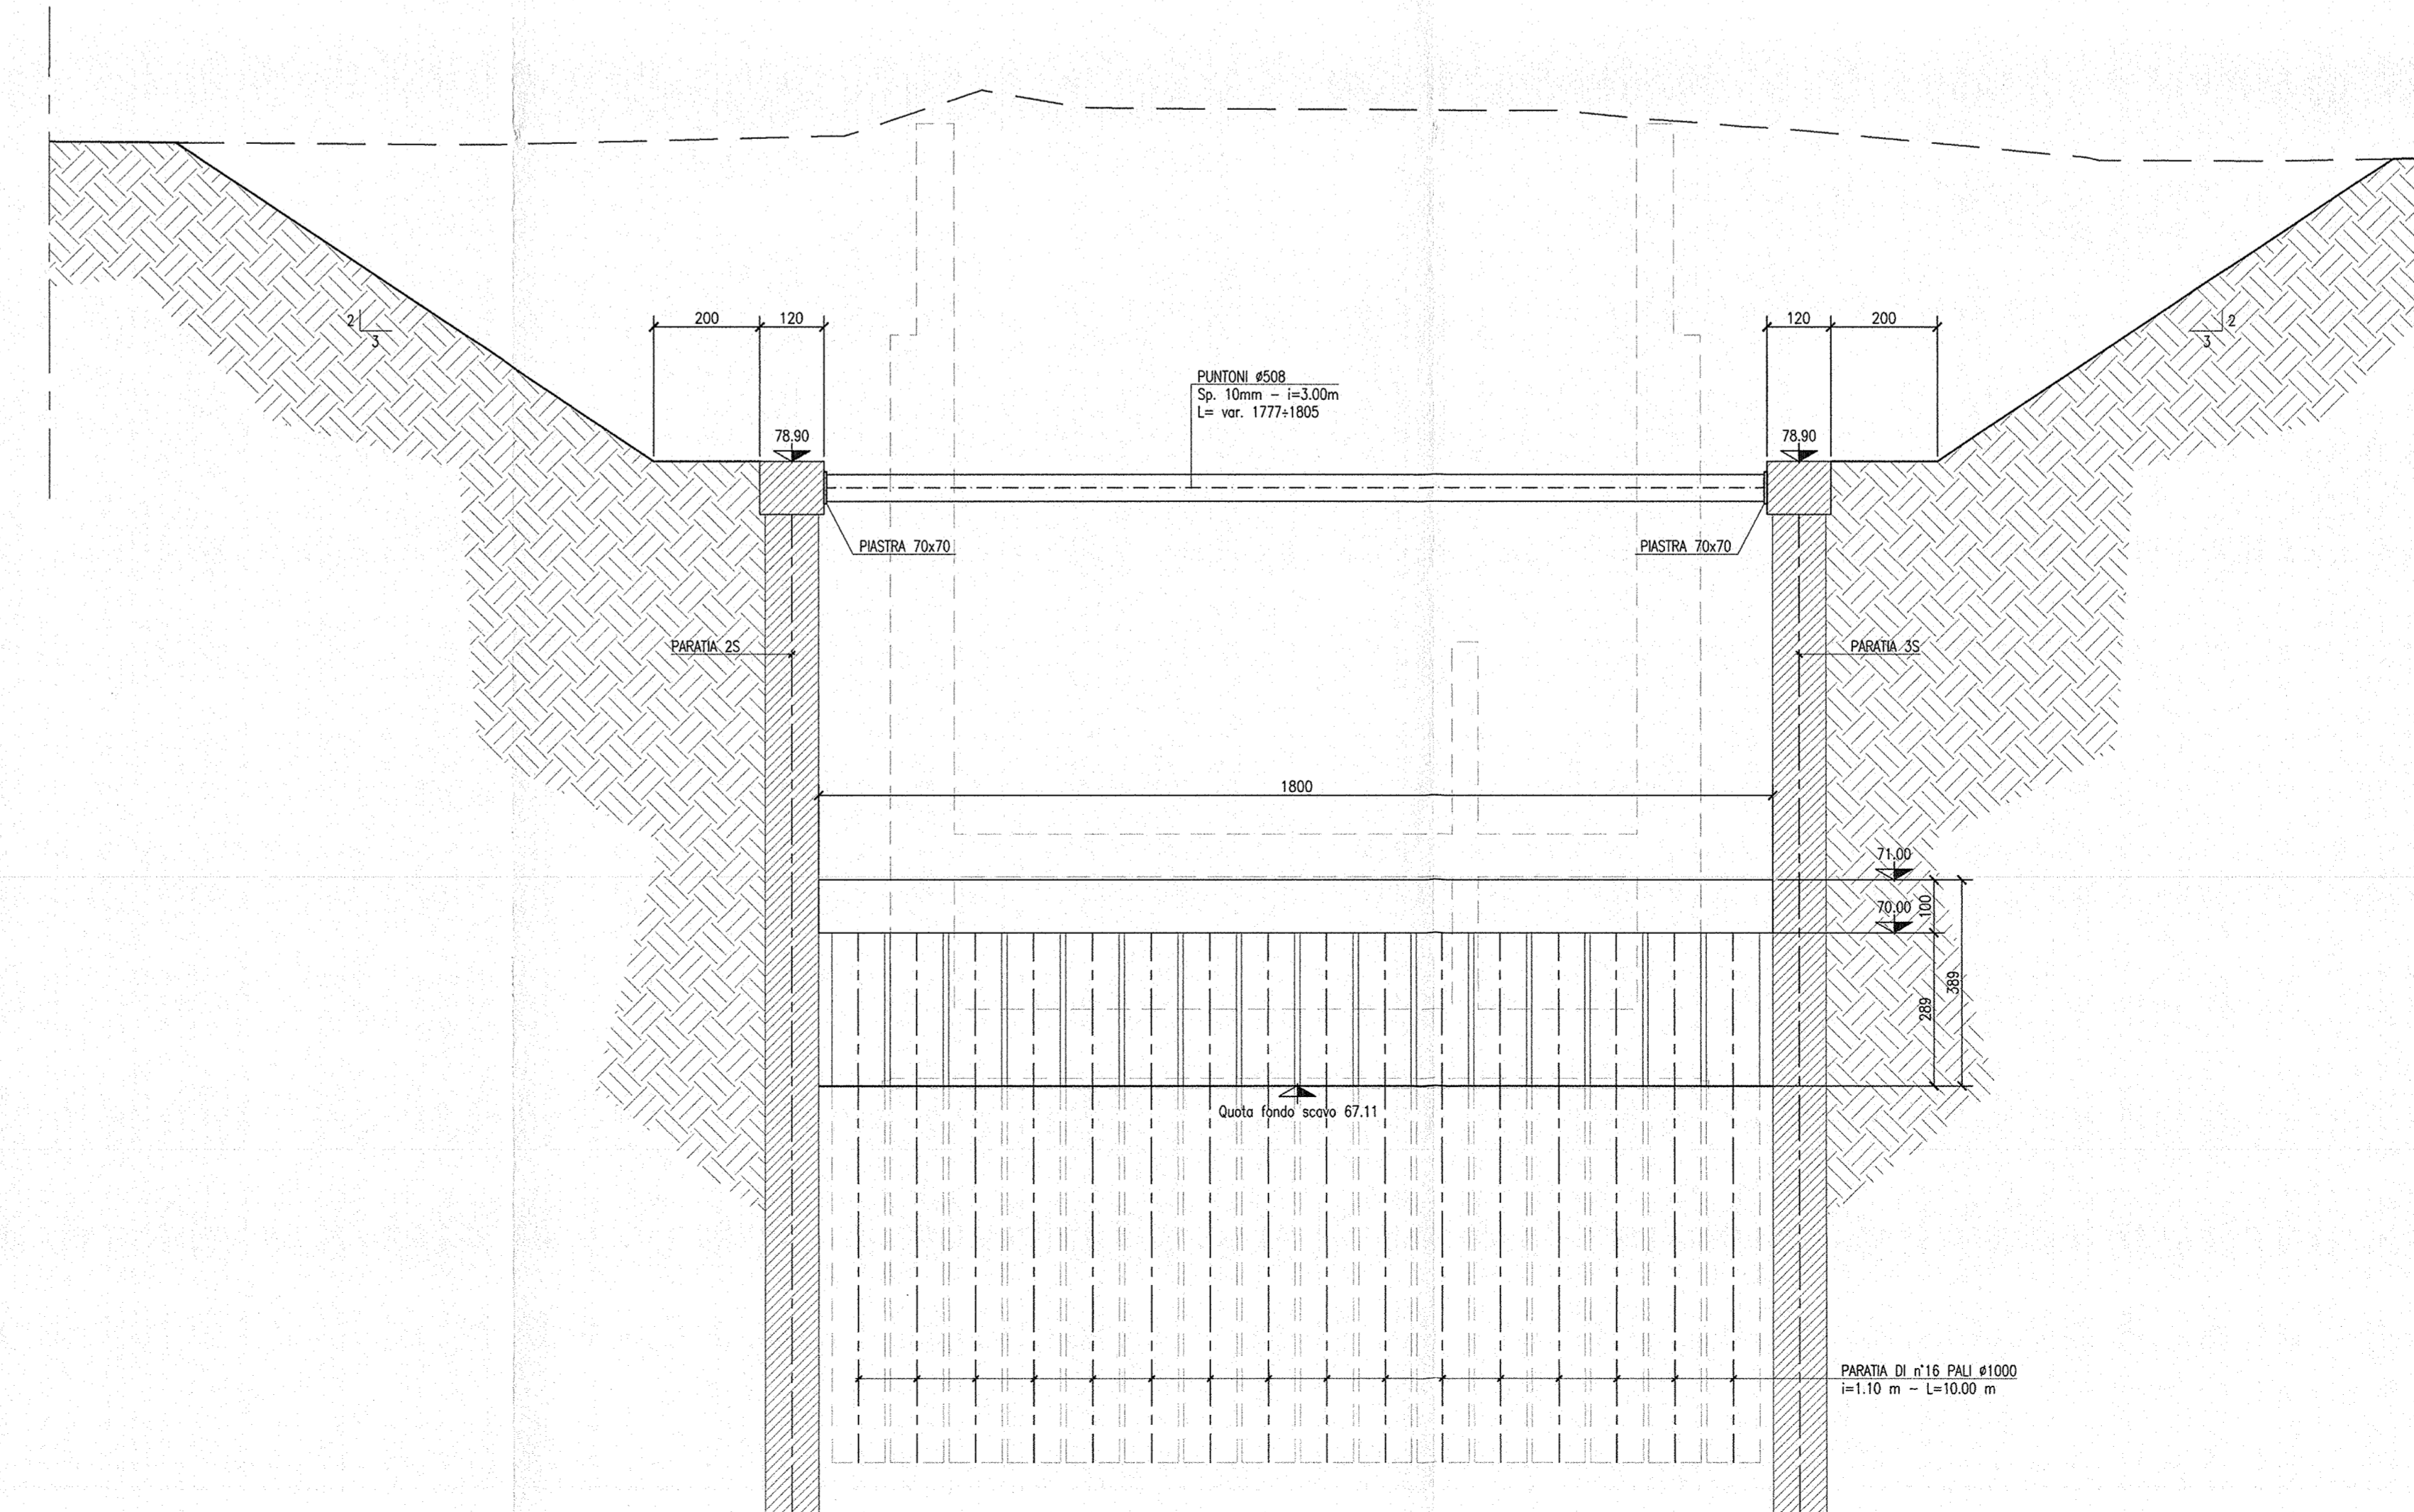 2
3
200
120
120
200
2
3
PUNTONI ø508
Sp. 10mm - i=3.00m
L= var. 1777÷1805
78.90
78.90
PIASTRA 70x70
PIASTRA 70x70
PARATIA 2S
PARATIA 3S
1800
71.00
70.00
100
389
289
Quota fondo scavo 67.11
PARATIA DI n°16 PALI ø1000
i=1.10 m - L=10.00 m